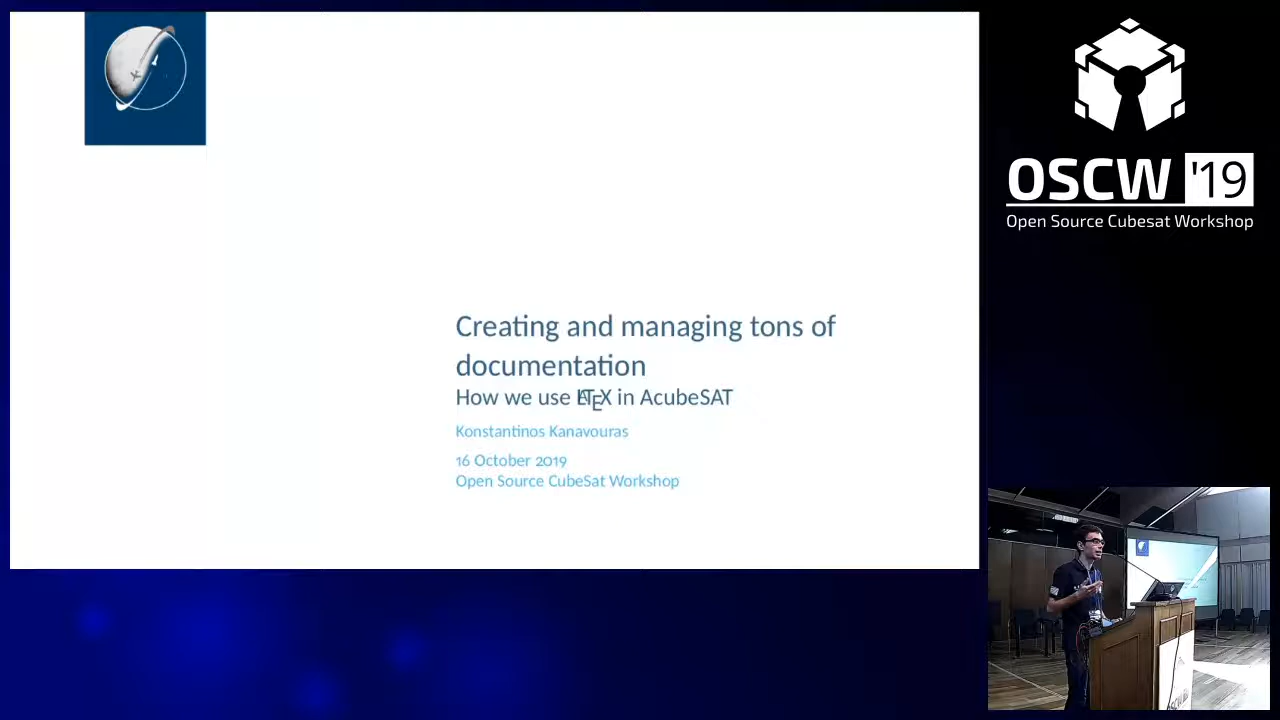 Creating and managing tons of
documentation
How we use LATEX in AcubeSAT
Konstantinos Kanavouras
16 October 2019
Open Source CubeSat Workshop
OSCW '19
Open Source Cubesat Workshop